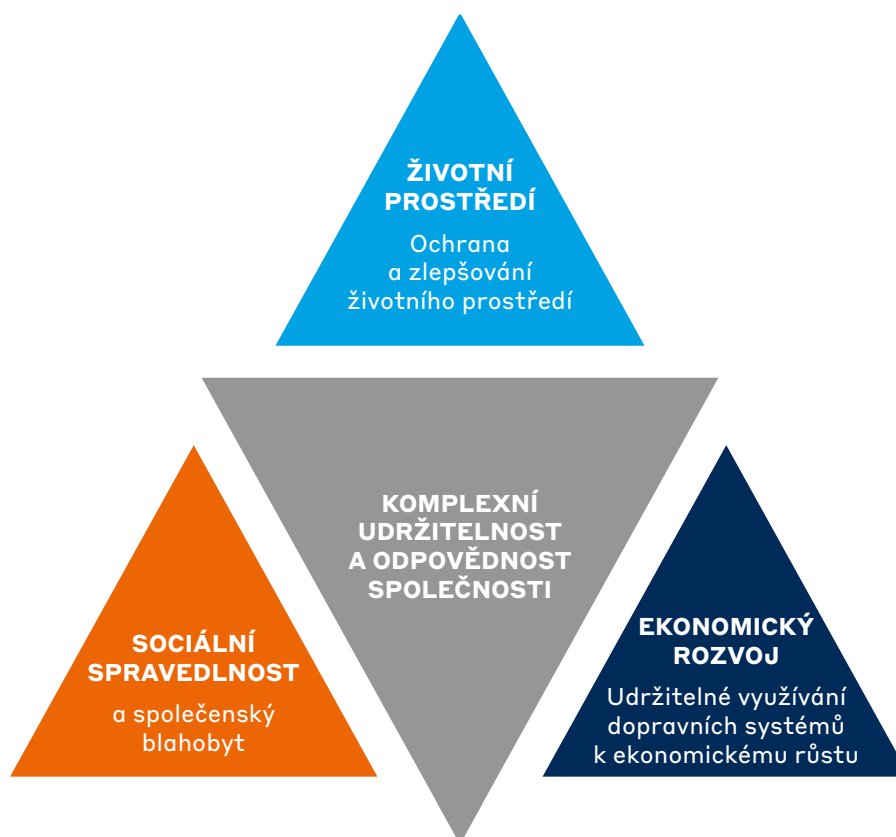 ŽIVOTNÍ
PROSTŘEDÍ
Ochrana
a zlepšování
životního prostředí
KOMPLEXNÍ
UDRŽITELNOST
A ODPOVĚDNOST
SPOLEČNOSTI
SOCIÁLNÍ
SPRAVEDLNOST
a společenský
blahobyt
EKONOMICKÝ
ROZVOJ
Udržitelné využívání
dopravních systémů
k ekonomickému růstu